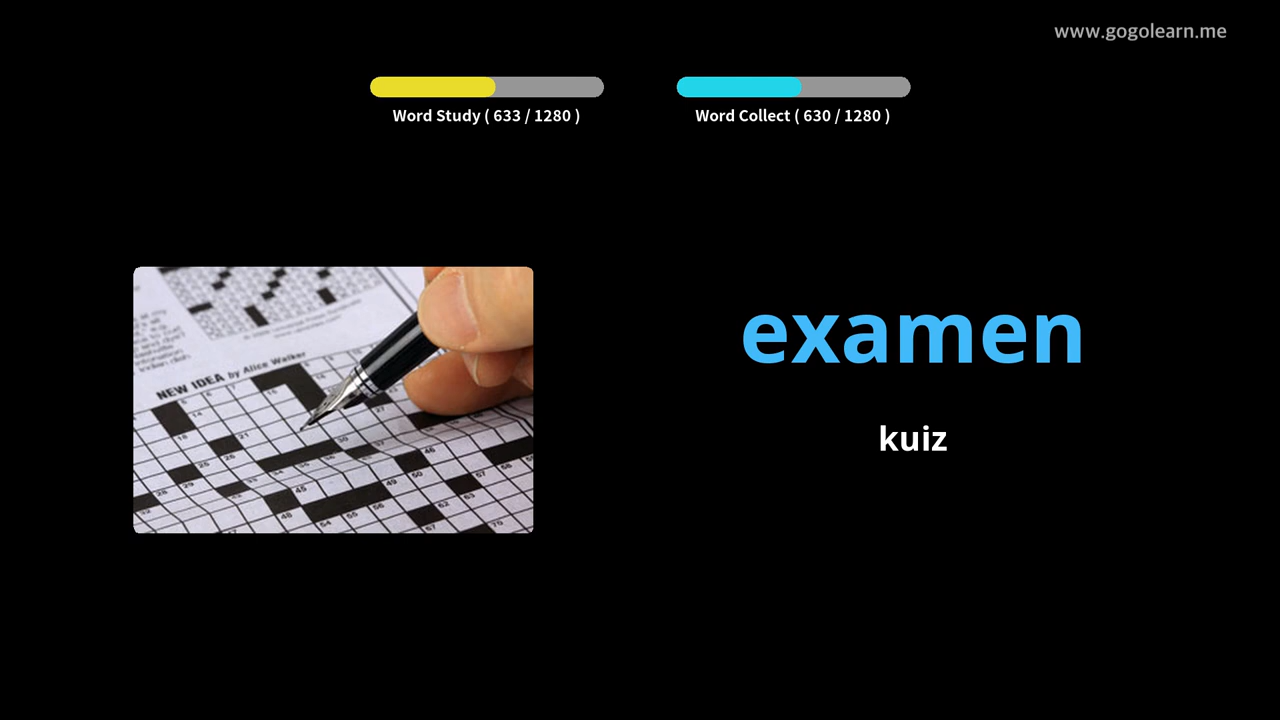 www.gogolearn.me
Word Study ( 633 / 1280 )
Word Collect ( 630 / 1280 )
NEW IDEA by Alice Walker
examen
kuiz